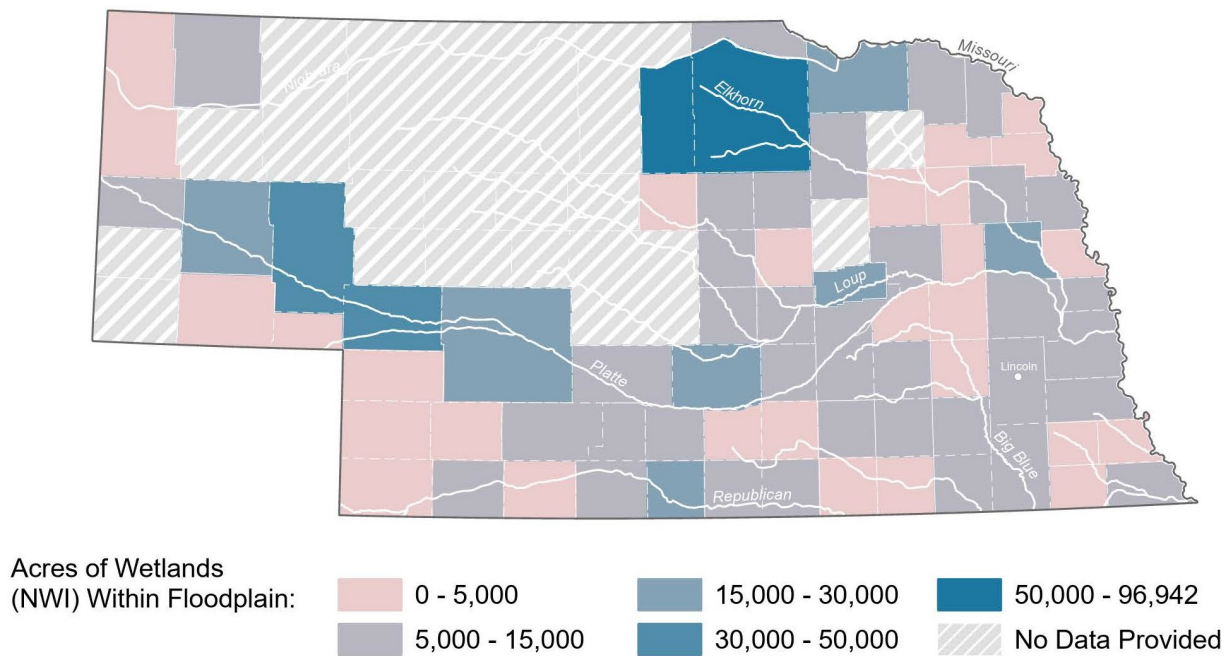 Missouri
Niobrara
Elkhorn
Loup
Platte
Lincoln
Big Blue
Republican
Acres of Wetlands
(NWI) Within Floodplain:
0 - 5,000
15,000 - 30,000
50,000 - 96,942
5,000 - 15,000
30,000 - 50,000
No Data Provided